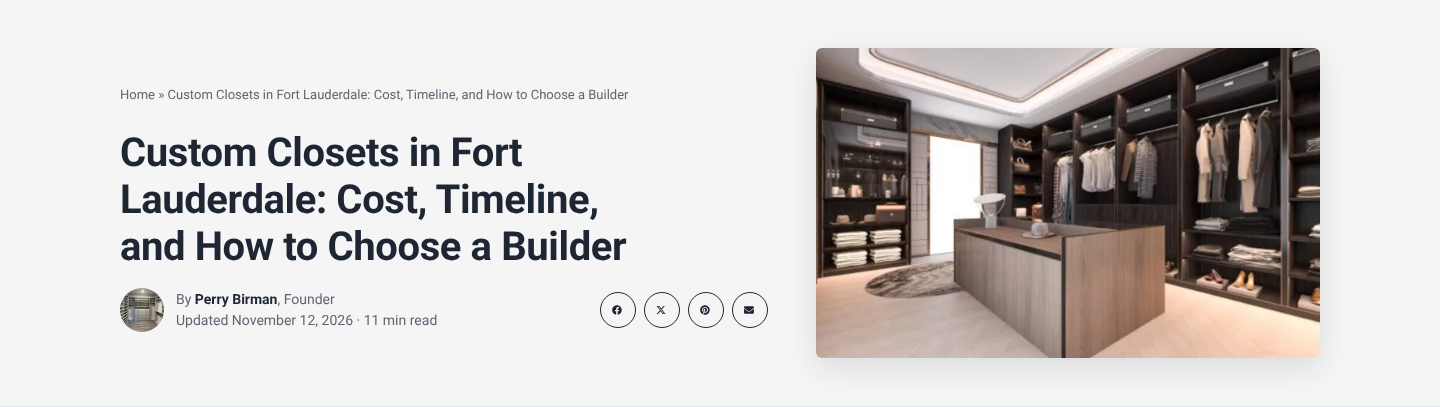 Home » Custom Closets in Fort Lauderdale: Cost, Timeline, and How to Choose a Builder
Custom Closets in Fort
Lauderdale: Cost, Timeline,
and How to Choose a Builder
By Perry Birman, Founder
Updated November 12, 2026 · 11 min read